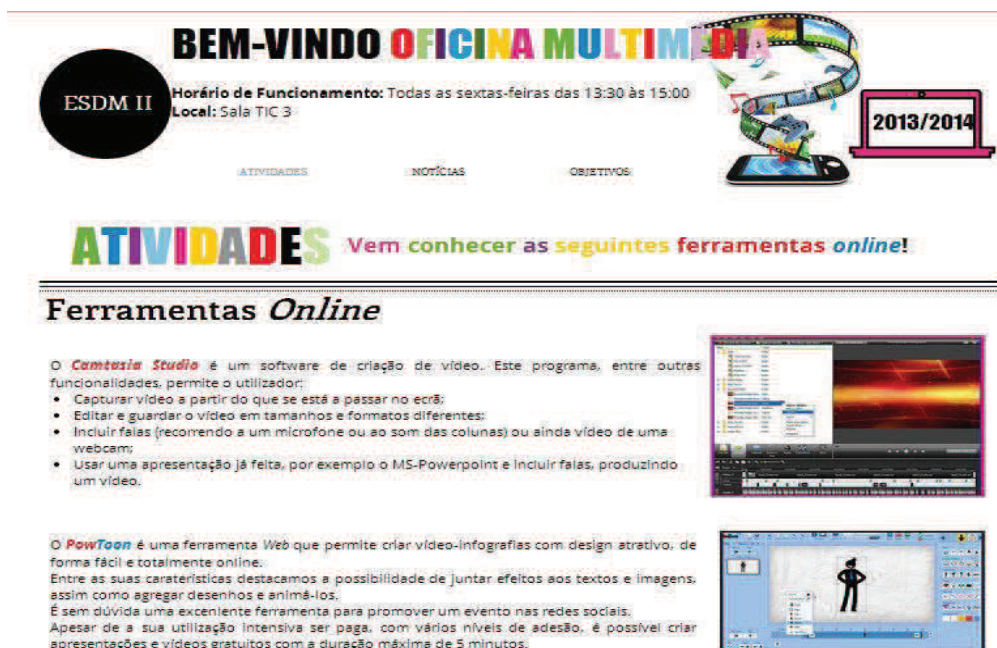 BEM-VINDO OFICINA MULTIMÉDIA
ESDM II
Horário de Funcionamento: Todas as sextas-feiras das 13:30 às 15:00
Local: Sala TIC 3
2013/2014
ATIVIDADES NOTÍCIAS OBJETIVOS
ATIVIDADES Vem conhecer as seguintes ferramentas online!
Ferramentas Online
O Camtasia Studio é um software de criação de vídeo. Este programa, entre outras
funcionalidades, permite o utilizador:
• Capturar vídeo a partir do que se está a passar no ecrã;
• Editar e guardar o vídeo em tamanhos e formatos diferentes;
• Incluir falas (recorrendo a um microfone ou ao som das colunas) ou ainda vídeo de uma
webcam;
• Usar uma apresentação já feita, por exemplo o MS-Powerpoint e incluir falas, produzindo
um vídeo.
O PowToon é uma ferramenta Web que permite criar vídeo-infografias com design atrativo, de
forma fácil e totalmente online.
Entre as suas caraterísticas destacamos a possibilidade de juntar efeitos aos textos e imagens,
assim como agregar desenhos e animá-los.
É sem dúvida uma excenlente ferramenta para promover um evento nas redes sociais.
Apesar de a sua utilização intensiva ser paga, com vários níveis de adesão, é possível criar
apresentações e vídeos gratuitos com a duração máxima de 5 minutos.